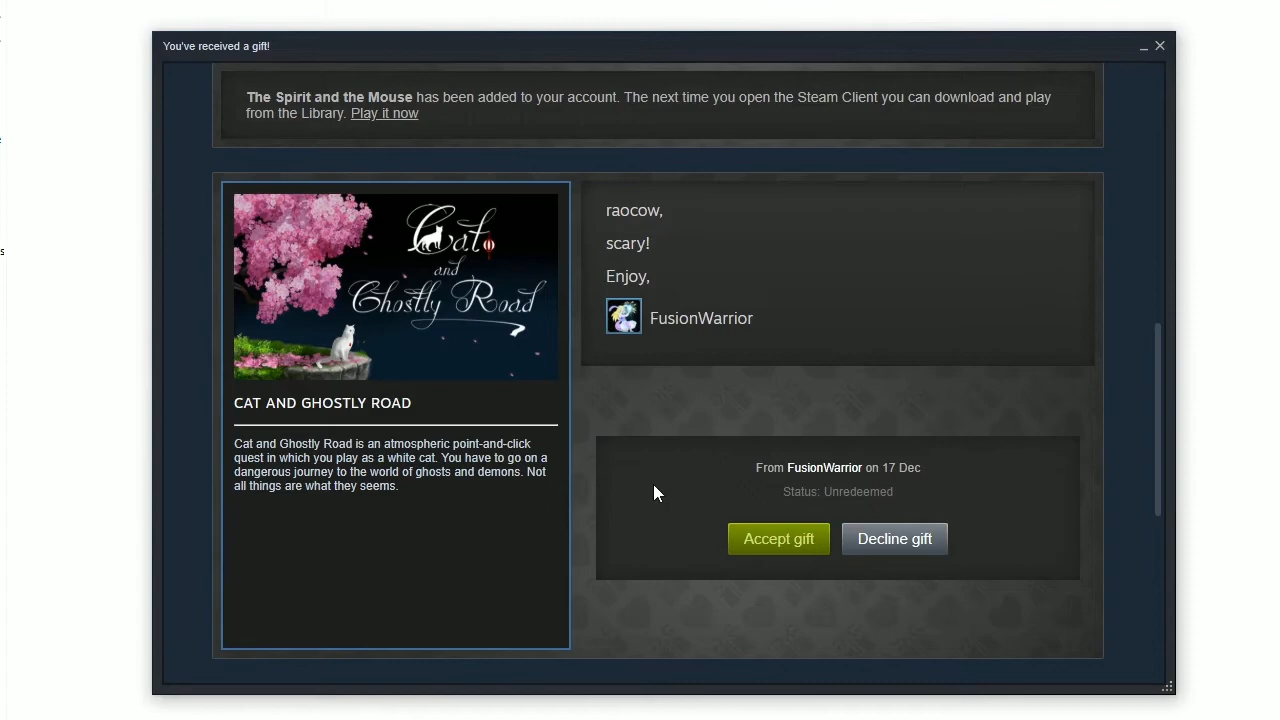 You've received a gift!
The Spirit and the Mouse has been added to your account. The next time you open the Steam Client you can download and play
from the Library. Play it now
Cat
and
Ghostly Road
CAT AND GHOSTLY ROAD
Cat and Ghostly Road is an atmospheric point-and-click
quest in which you play as a white cat. You have to go on a
dangerous journey to the world of ghosts and demons. Not
all things are what they seems.
raocow,
scary!
Enjoy,
FusionWarrior
From FusionWarrior on 17 Dec
Status: Unredeemed
Accept gift
Decline gift